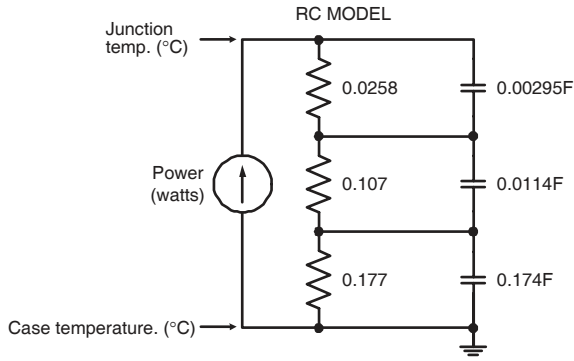 RC MODEL
Junction
temp. (°C)
0.0258
0.00295F
Power
(watts)
0.107
0.0114F
0.177
0.174F
Case temperature. (°C)